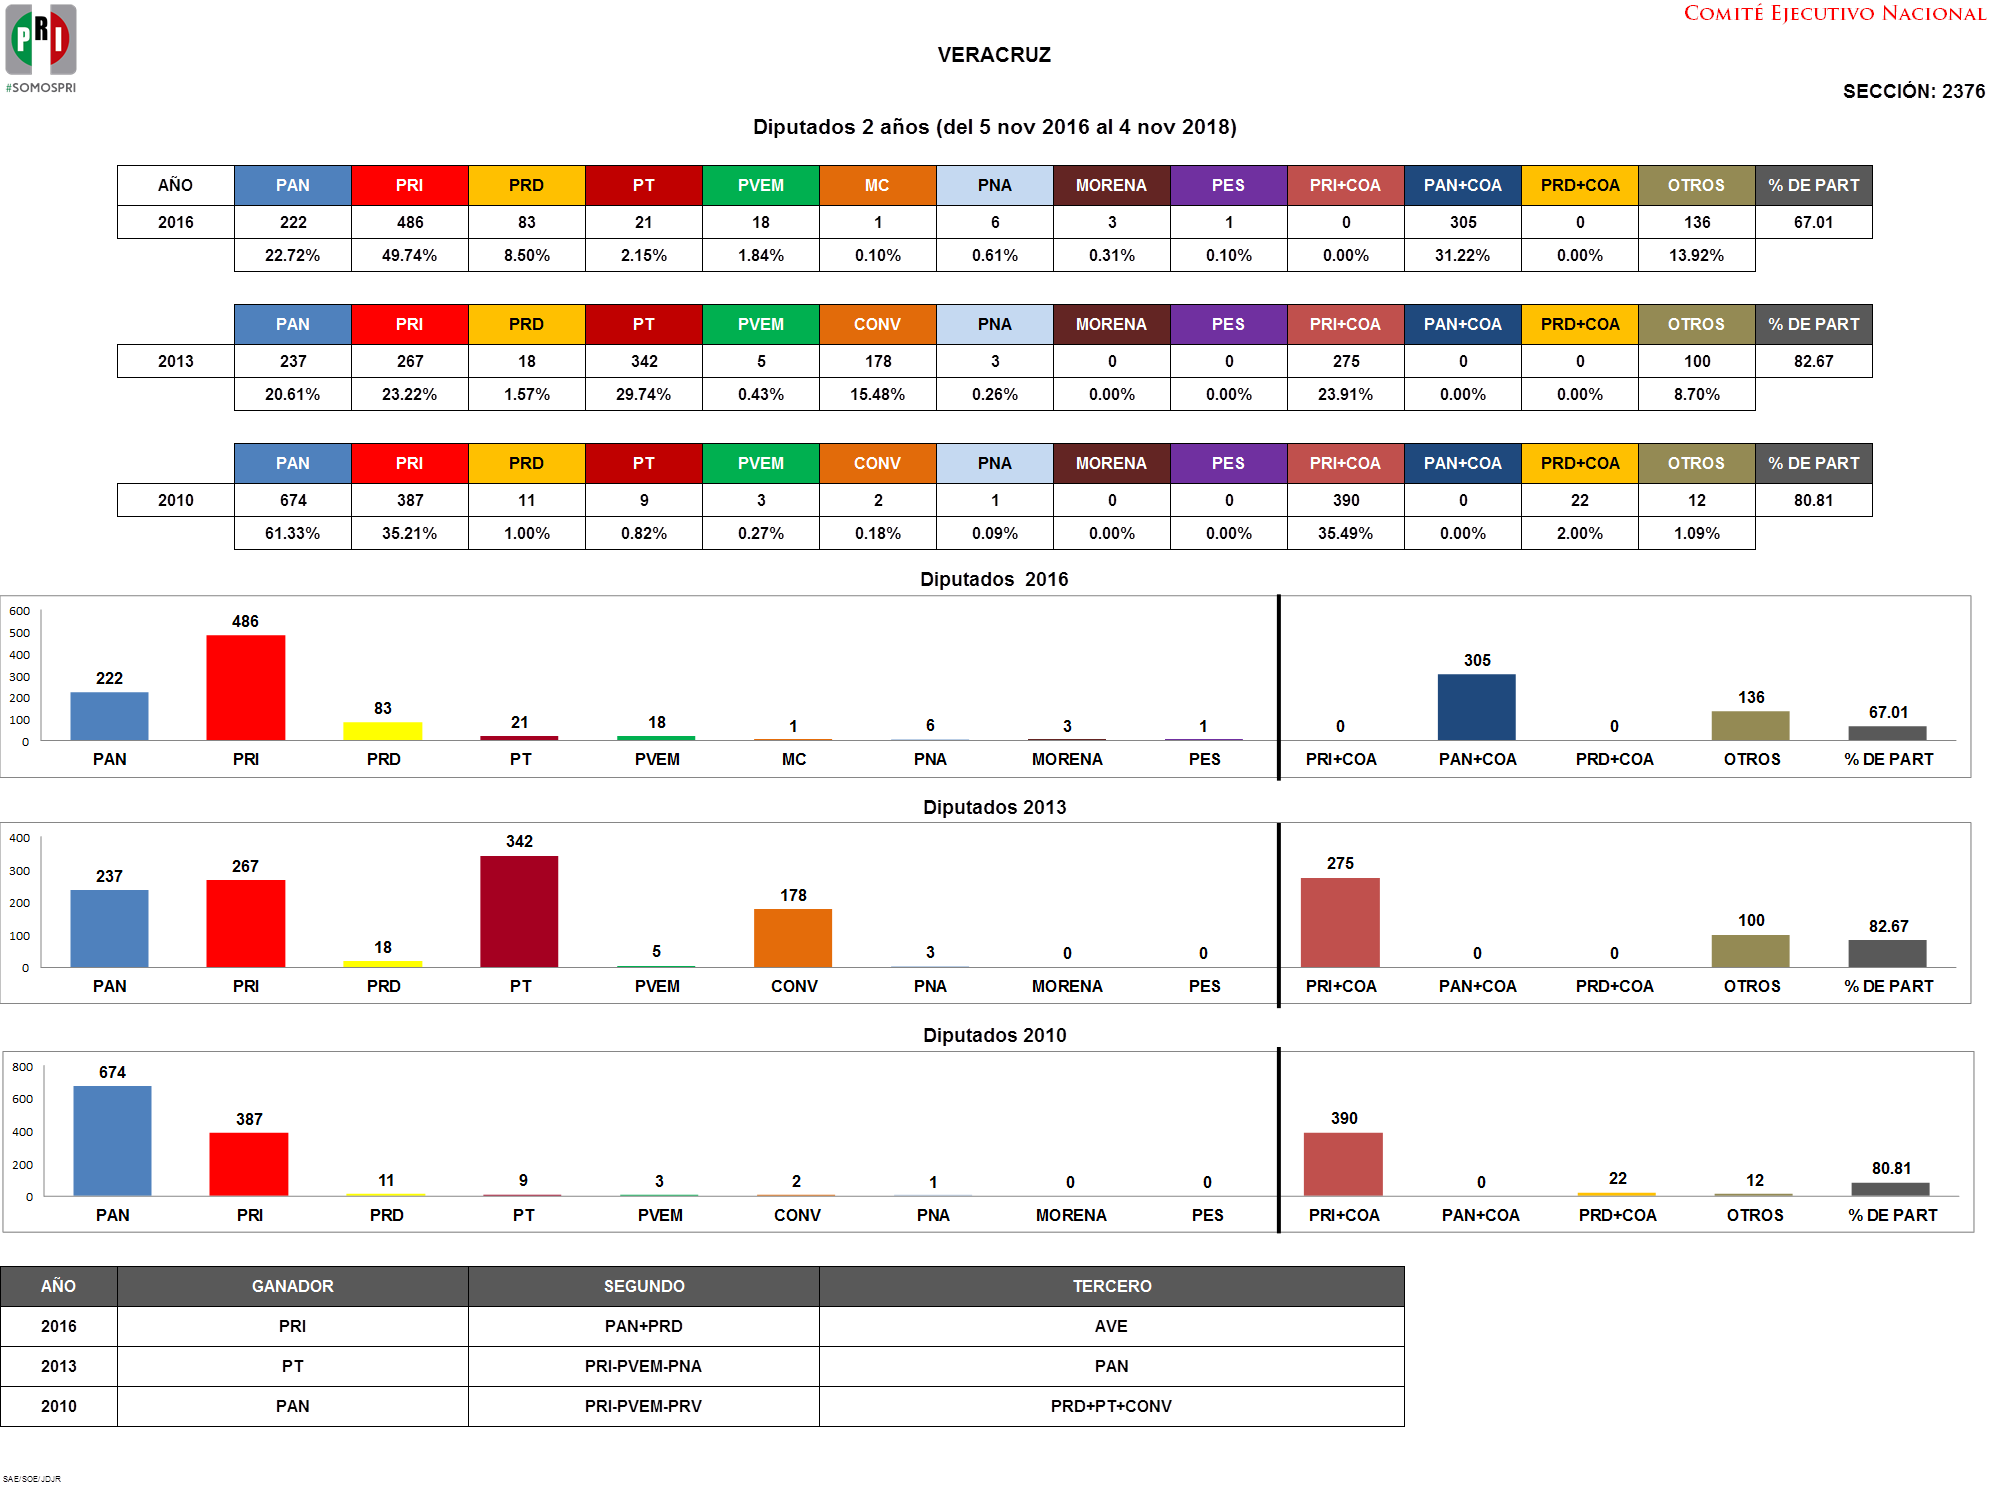 PRI
#SOMOSPRI
COMITÉ EJECUTIVO NACIONAL
VERACRUZ
SECCIÓN: 2376
Diputados 2 años (del 5 nov 2016 al 4 nov 2018)
AÑO PAN PRI PRD PT PVEM MC PNA MORENA PES PRI+COA PAN+COA PRD+COA OTROS % DE PART
2016 222 486 83 21 18 1 6 3 1 0 305 0 136 67.01
22.72% 49.74% 8.50% 2.15% 1.84% 0.10% 0.61% 0.31% 0.10% 0.00% 31.22% 0.00% 13.92%
PAN PRI PRD PT PVEM CONV PNA MORENA PES PRI+COA PAN+COA PRD+COA OTROS % DE PART
2013 237 267 18 342 5 178 3 0 0 275 0 0 100 82.67
20.61% 23.22% 1.57% 29.74% 0.43% 15.48% 0.26% 0.00% 0.00% 23.91% 0.00% 0.00% 8.70%
PAN PRI PRD PT PVEM CONV PNA MORENA PES PRI+COA PAN+COA PRD+COA OTROS % DE PART
2010 674 387 11 9 3 2 1 0 0 390 0 22 12 80.81
61.33% 35.21% 1.00% 0.82% 0.27% 0.18% 0.09% 0.00% 0.00% 35.49% 0.00% 2.00% 1.09%
Diputados 2016
600
500
400
300
200
100
0
222 486 83 21 18 1 6 3 1 0 305 0 136 67.01
PAN PRI PRD PT PVEM MC PNA MORENA PES PRI+COA PAN+COA PRD+COA OTROS % DE PART
Diputados 2013
400
300
200
100
0
237 267 18 342 5 178 3 0 0 275 0 0 100 82.67
PAN PRI PRD PT PVEM CONV PNA MORENA PES PRI+COA PAN+COA PRD+COA OTROS % DE PART
Diputados 2010
800
600
400
200
0
674 387 11 9 3 2 1 0 0 390 0 22 12 80.81
PAN PRI PRD PT PVEM CONV PNA MORENA PES PRI+COA PAN+COA PRD+COA OTROS % DE PART
AÑO GANADOR SEGUNDO TERCERO
2016 PRI PAN+PRD AVE
2013 PT PRI-PVEM-PNA PAN
2010 PAN PRI-PVEM-PRV PRD+PT+CONV
SAE/SOE/JDJR